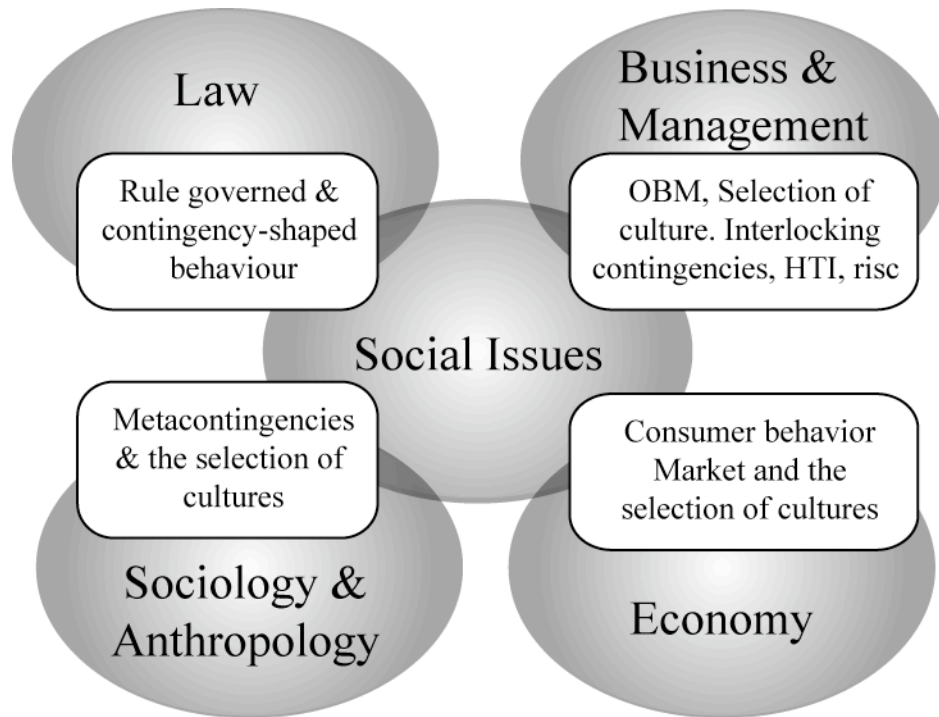 Law
Rule governed &
contingency-shaped
behaviour
Business &
Management
OBM, Selection of
culture. Interlocking
contingencies, HTI, risc
Social Issues
Metacontingencies
& the selection of
cultures
Sociology &
Anthropology
Consumer behavior
Market and the
selection of cultures
Economy